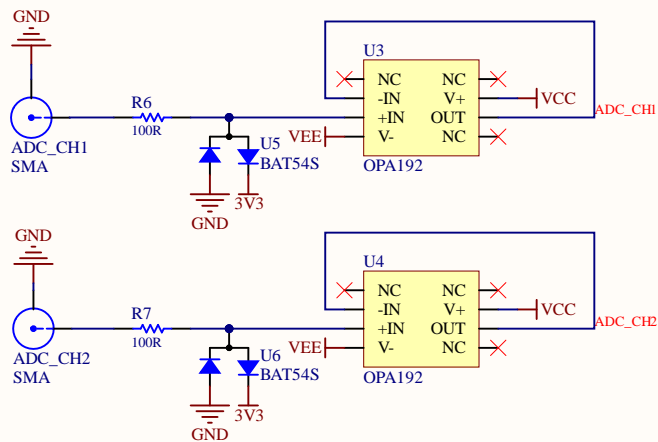 GND
U3
NC
NC
R6
-IN
V+
VCC
ADC_CH1
100R
+IN
OUT
ADC_CH1
SMA
U5
VEE
V-
NC
BAT54S
OPA192
3V3
GND
GND
U4
NC
NC
R7
-IN
V+
VCC
ADC_CH2
100R
+IN
OUT
ADC_CH2
SMA
U6
VEE
V-
NC
BAT54S
OPA192
3V3
GND